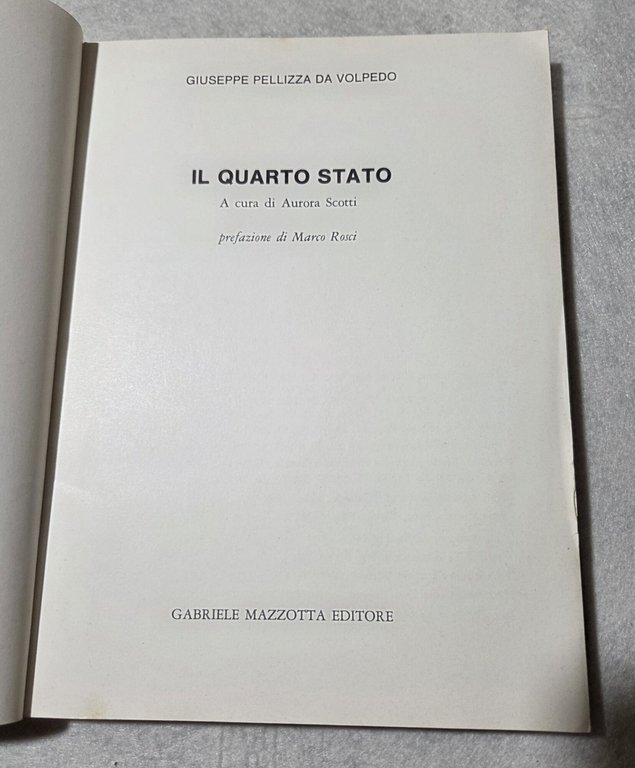 GIUSEPPE PELLIZZA DA VOLPEDO
IL QUARTO STATO
A cura di Aurora Scotti
prefazione di Marco Rosci
GABRIELE MAZZOTTA EDITORE